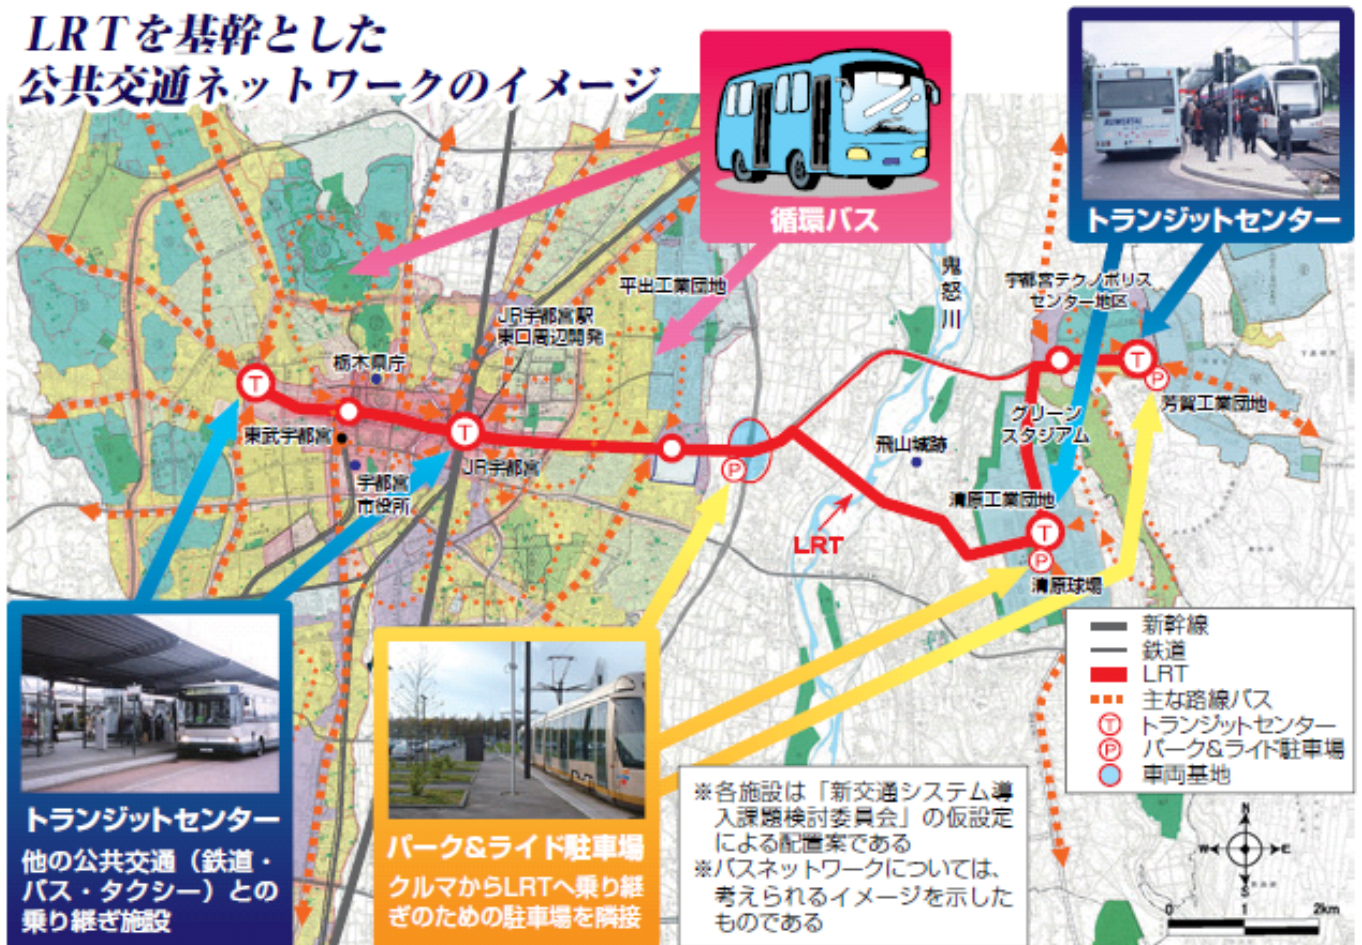 LRTを基幹とした
公共交通ネットワークのイメージ
循環バス
トランジットセンター
鬼怒川
宇都宮テクノポリス
センター地区
平出工業団地
JR宇都宮駅
東口周辺開発
栃木県庁
T
T
P
芳賀工業団地
グリーン
スタジアム
東武宇都宮
T
JR宇都宮
宇都宮
市役所
P
飛山城跡
清原工業団地
LRT
T
P
清原球場
新幹線
鉄道
LRT
主な路線バス
T トランジットセンター
P パーク&ライド駐車場
車両基地
トランジットセンター
他の公共交通（鉄道・
バス・タクシー）との
乗り継ぎ施設
パーク&ライド駐車場
クルマからLRTへ乗り継
ぎのための駐車場を隣接
※各施設は「新交通システム導
入課題検討委員会」の仮設定
による配置案である
※バスネットワークについては、
考えられるイメージを示した
ものである
N
W E
S
0 1 2km